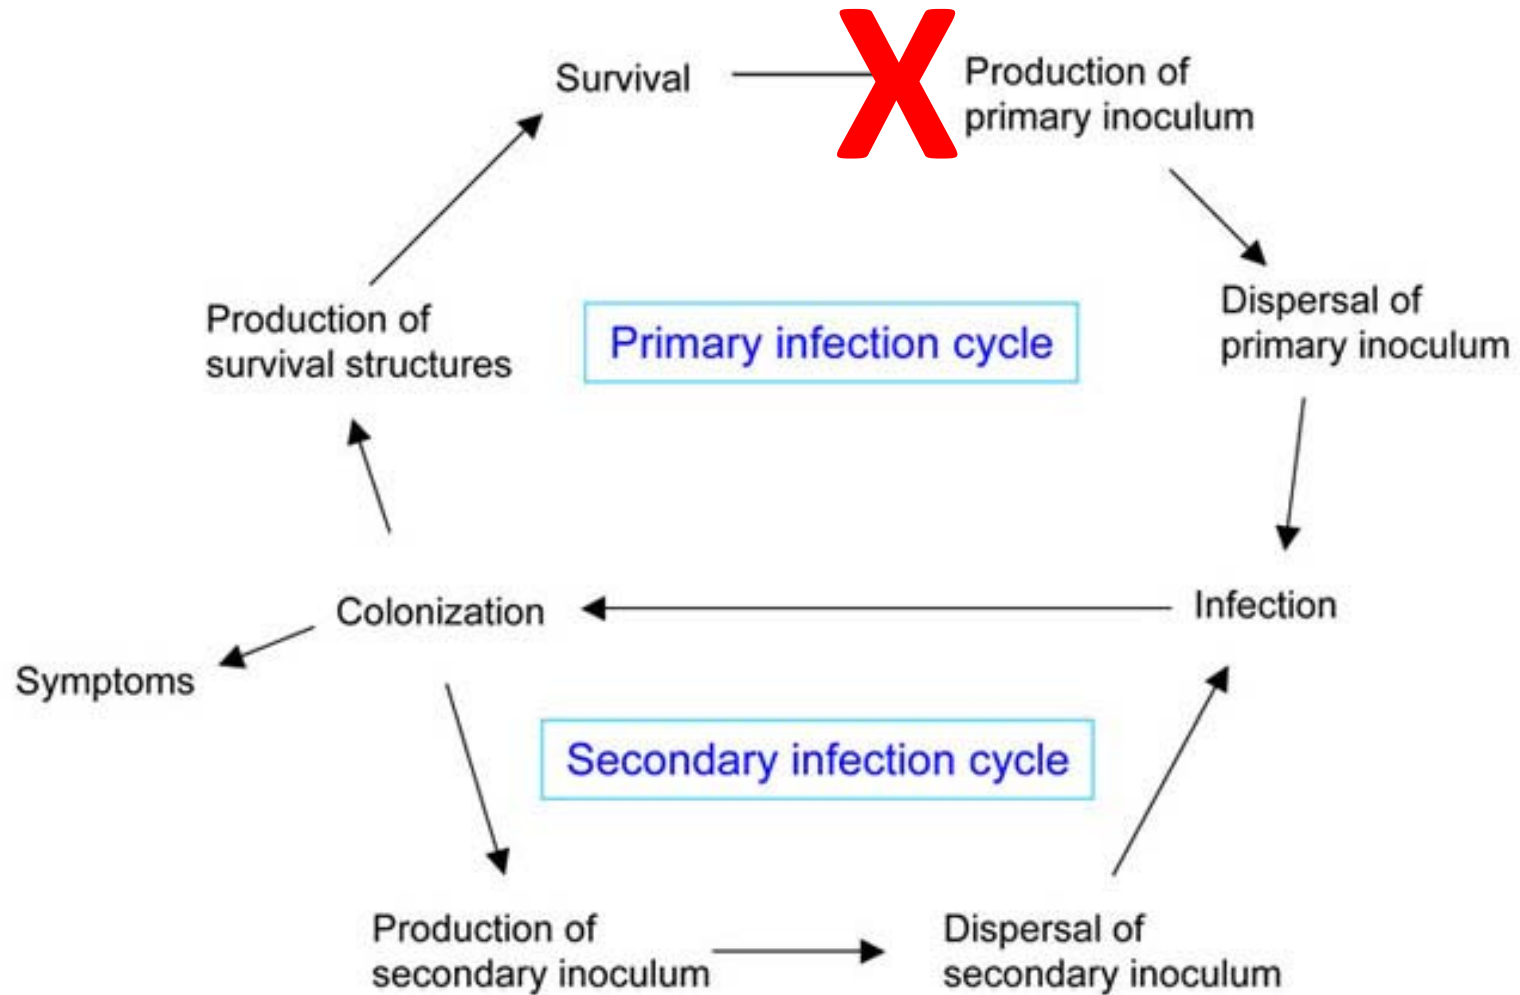 Survival
X
Production of
primary inoculum
Dispersal of
primary inoculum
Production of
survival structures
Primary infection cycle
Colonization
Infection
Symptoms
Secondary infection cycle
Production of
secondary inoculum
Dispersal of
secondary inoculum